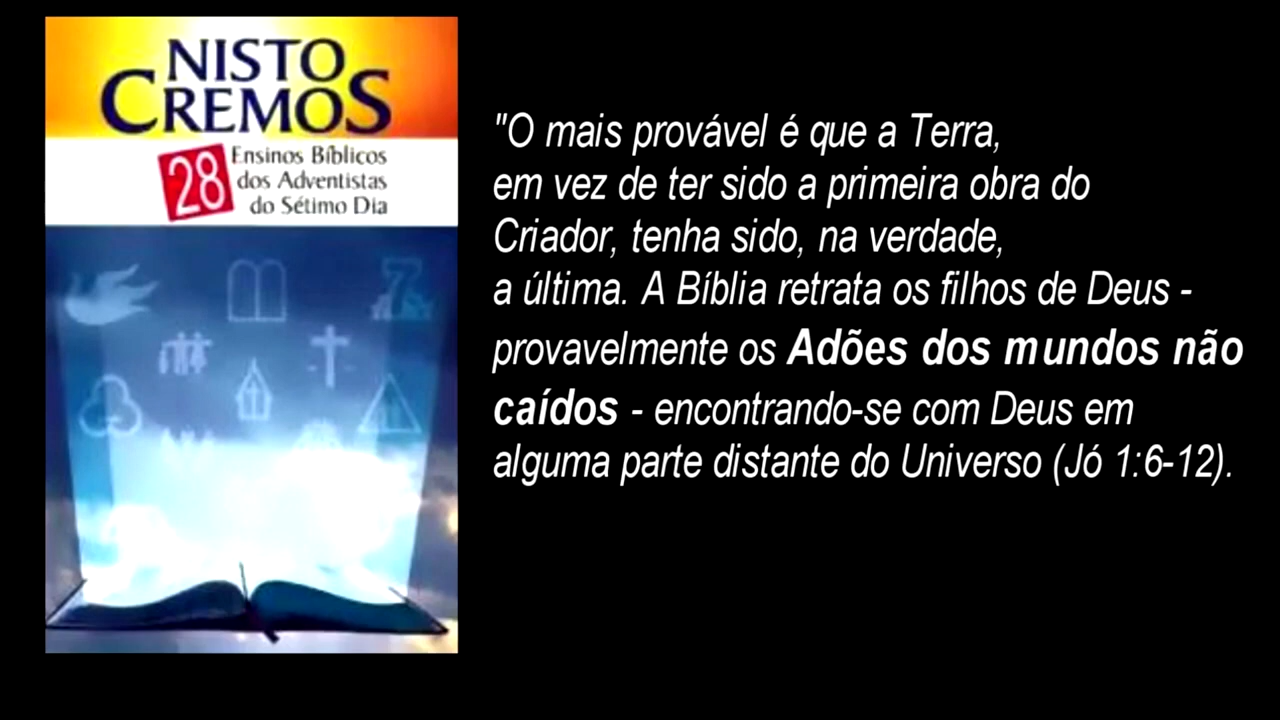 NISTO
CREMOS
28
Ensinos Bíblicos
dos Adventistas
do Sétimo Dia
"O mais provável é que a Terra,
em vez de ter sido a primeira obra do
Criador, tenha sido, na verdade,
a última. A Bíblia retrata os filhos de Deus -
provavelmente os Adões dos mundos não
caídos - encontrando-se com Deus em
alguma parte distante do Universo (Jó 1:6-12).